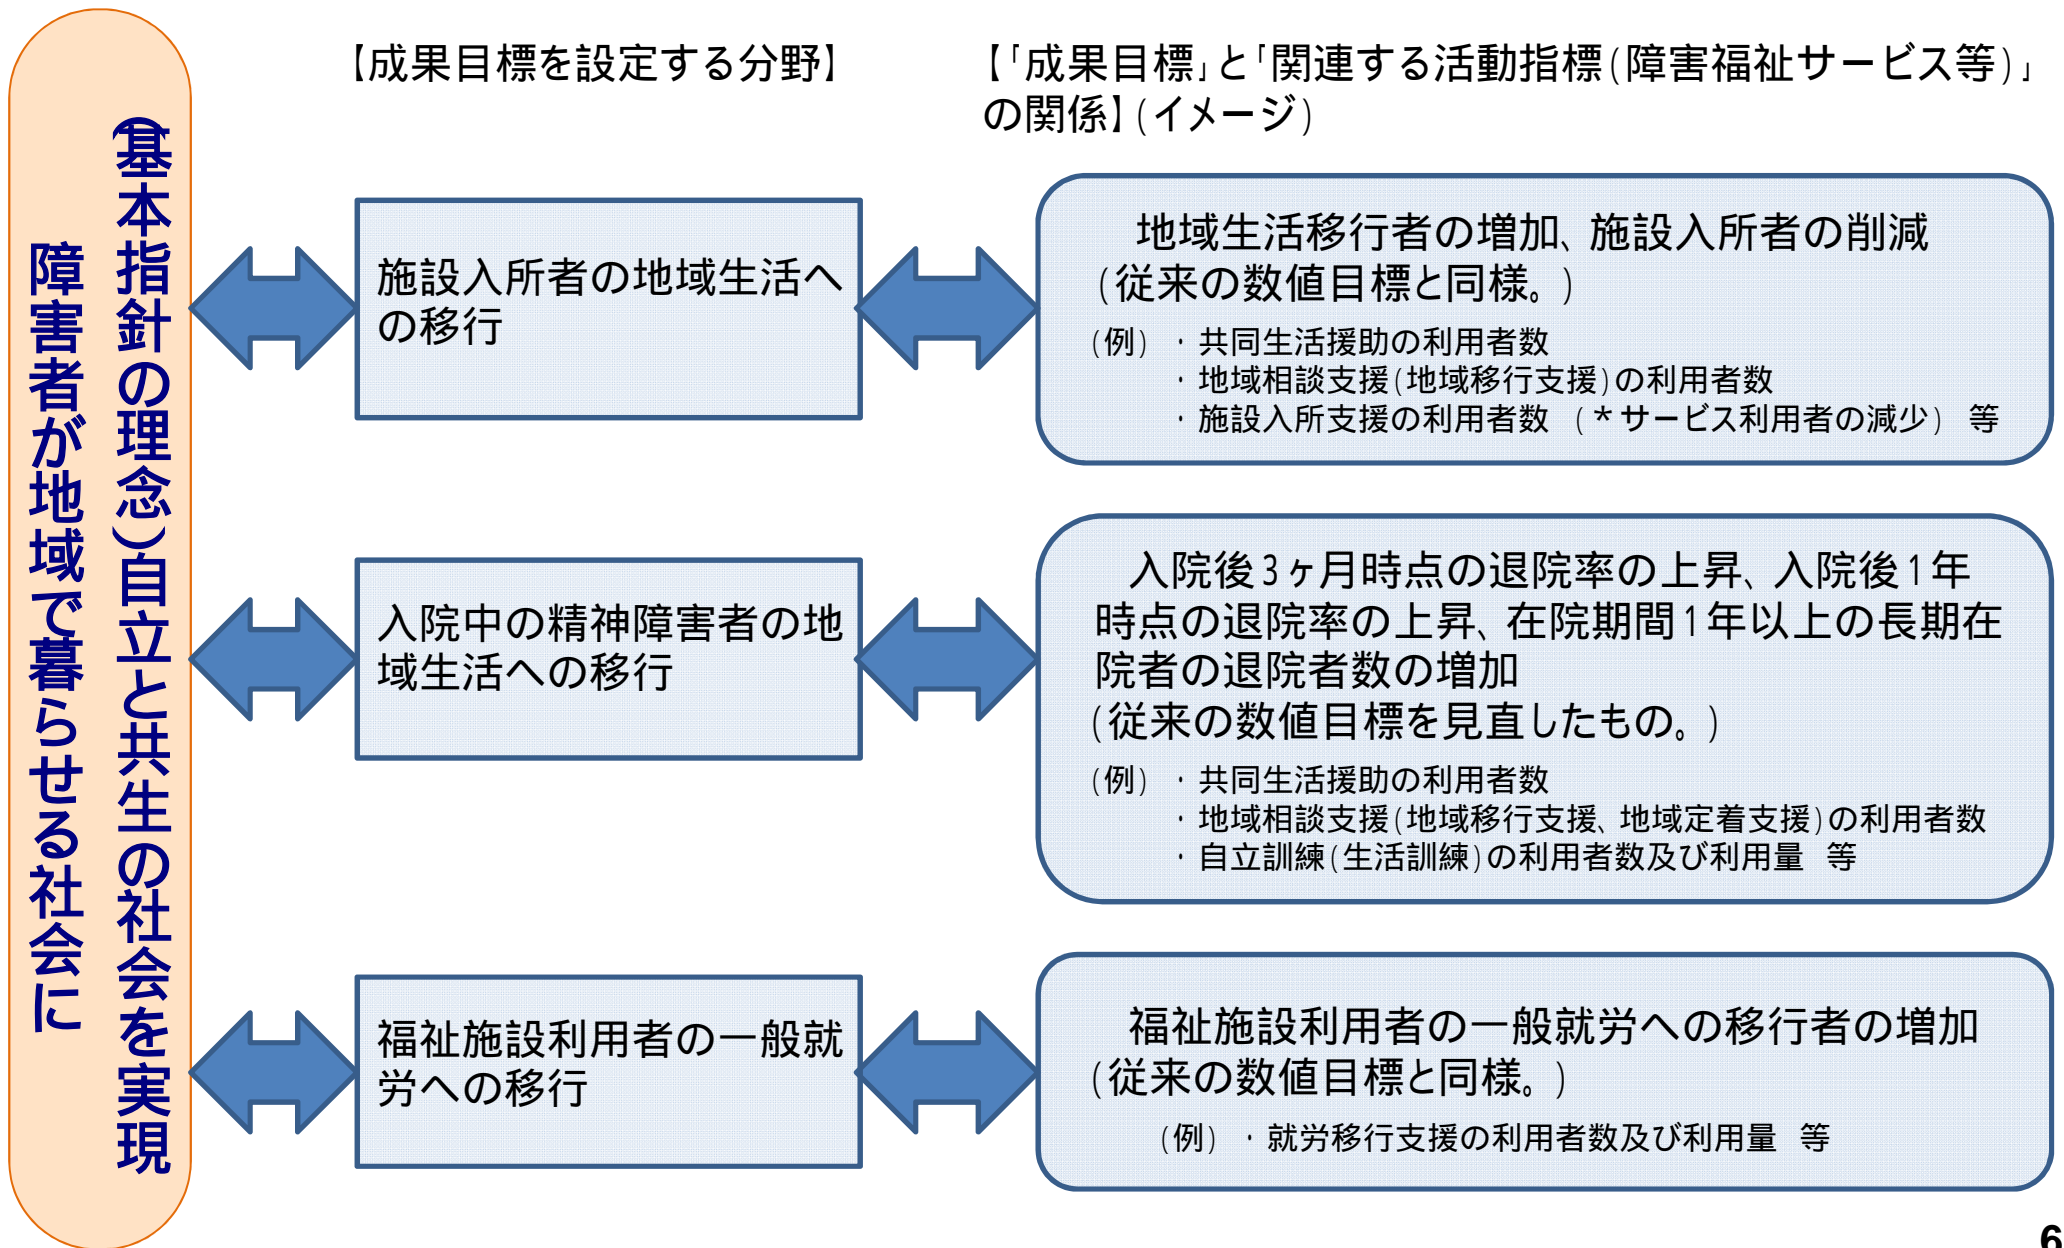 (基本指針の理念)自立と共生の社会を実現
障害者が地域で暮らせる社会に
【成果目標を設定する分野】
【「成果目標」と「関連する活動指標(障害福祉サービス等)」
の関係】(イメージ)
施設入所者の地域生活へ
の移行
地域生活移行者の増加、施設入所者の削減
(従来の数値目標と同様。)
(例) ・共同生活援助の利用者数
・地域相談支援(地域移行支援)の利用者数
・施設入所支援の利用者数 (*サービス利用者の減少) 等
入院中の精神障害者の地
域生活への移行
入院後3ヶ月時点の退院率の上昇、入院後1年
時点の退院率の上昇、在院期間1年以上の長期在
院者の退院者数の増加
(従来の数値目標を見直したもの。)
(例) ・共同生活援助の利用者数
・地域相談支援(地域移行支援、地域定着支援)の利用者数
・自立訓練(生活訓練)の利用者数及び利用量 等
福祉施設利用者の一般就
労への移行
福祉施設利用者の一般就労への移行者の増加
(従来の数値目標と同様。)
(例) ・就労移行支援の利用者数及び利用量 等
6